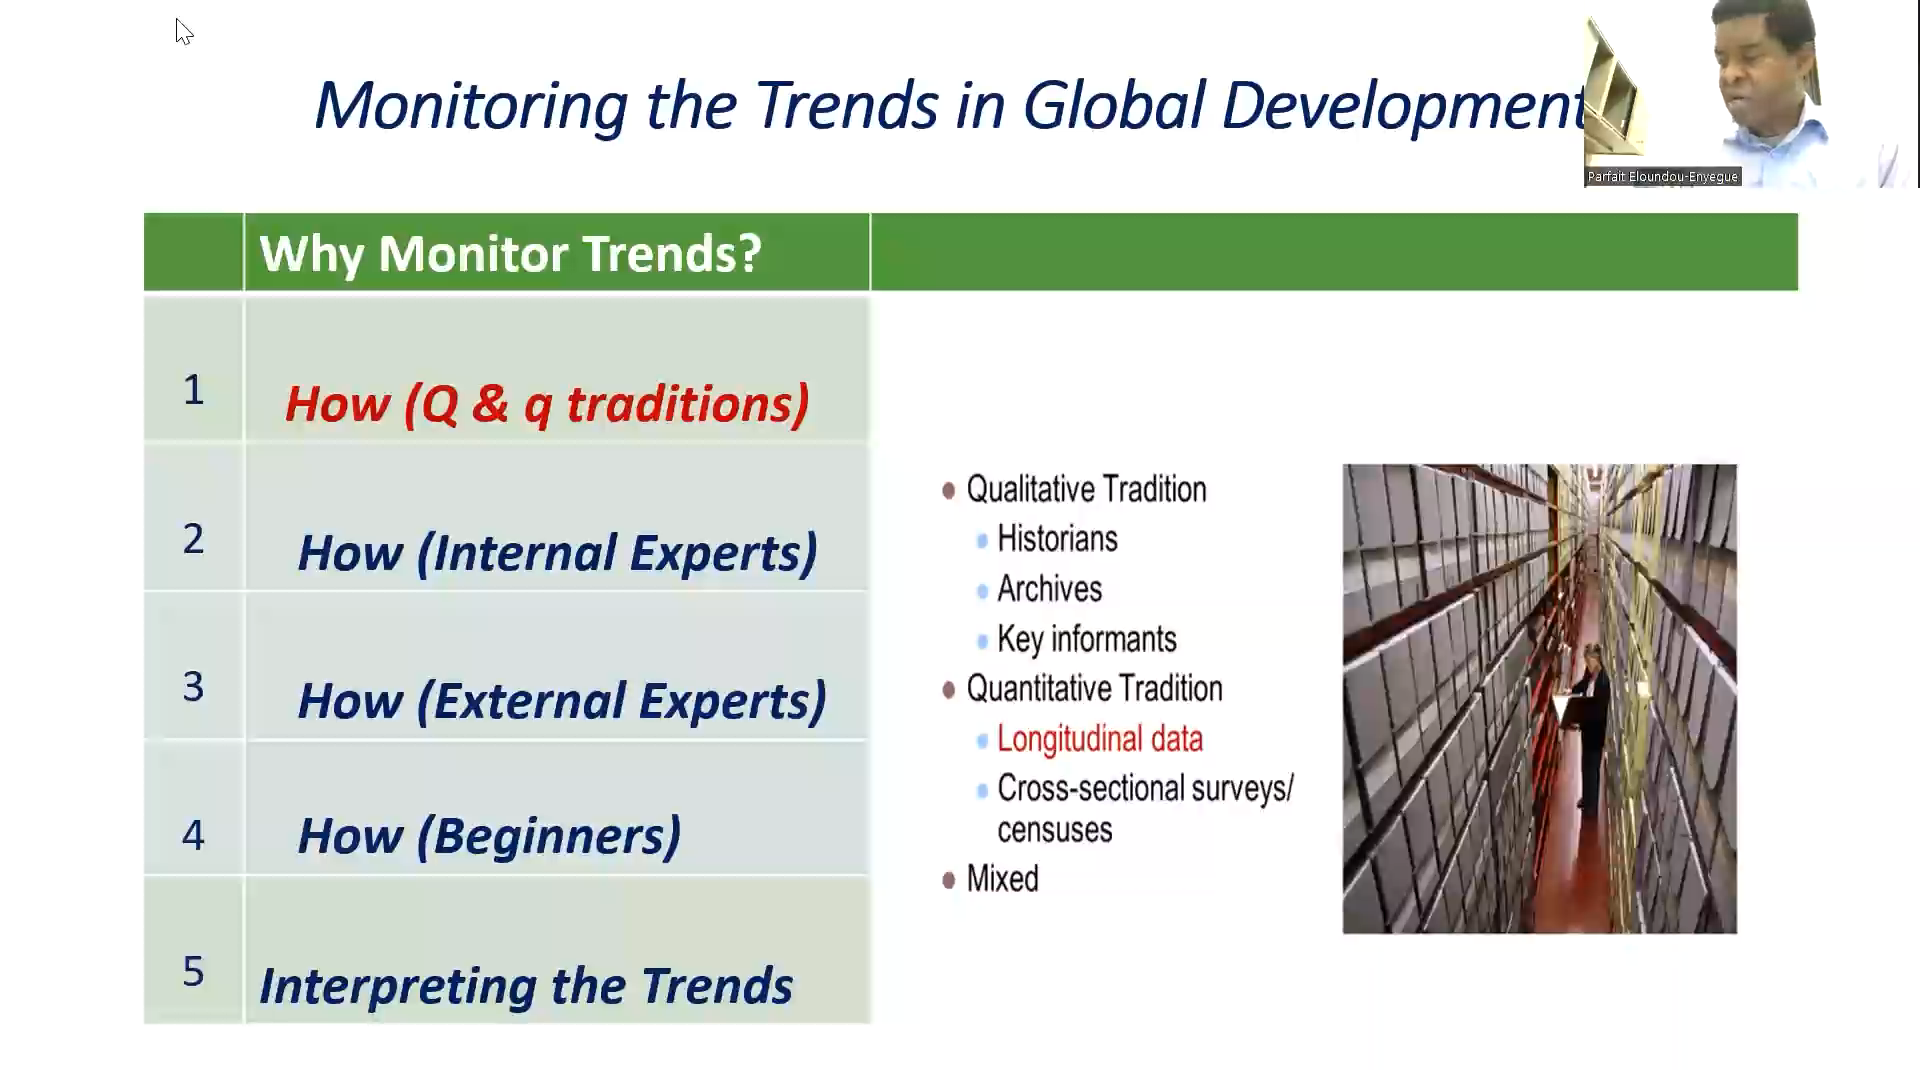 Monitoring the Trends in Global Development
Parfait Eloundou-Enyegue
Why Monitor Trends?
1
How (Q & q traditions)
2
How (Internal Experts)
3
How (External Experts)
4
How (Beginners)
5
Interpreting the Trends
Qualitative Tradition
Historians
Archives
Key informants
Quantitative Tradition
Longitudinal data
Cross-sectional surveys/
censuses
Mixed